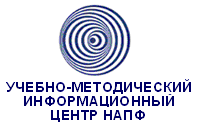 УЧЕБНО-МЕТОДИЧЕСКИЙ
ИНФОРМАЦИОННЫЙ
ЦЕНТР НАПФ